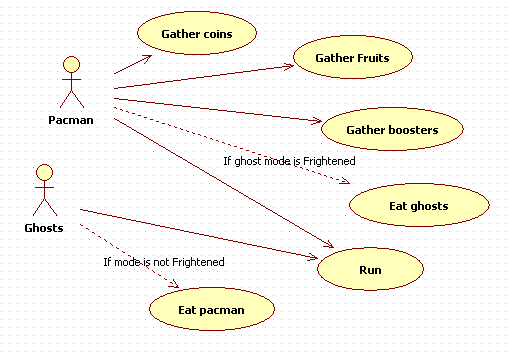 Gather coins
Gather Fruits
Pacman
Gather boosters
If ghost mode is Frightened
Eat ghosts
Ghosts
If mode is not Frightened
Run
Eat pacman